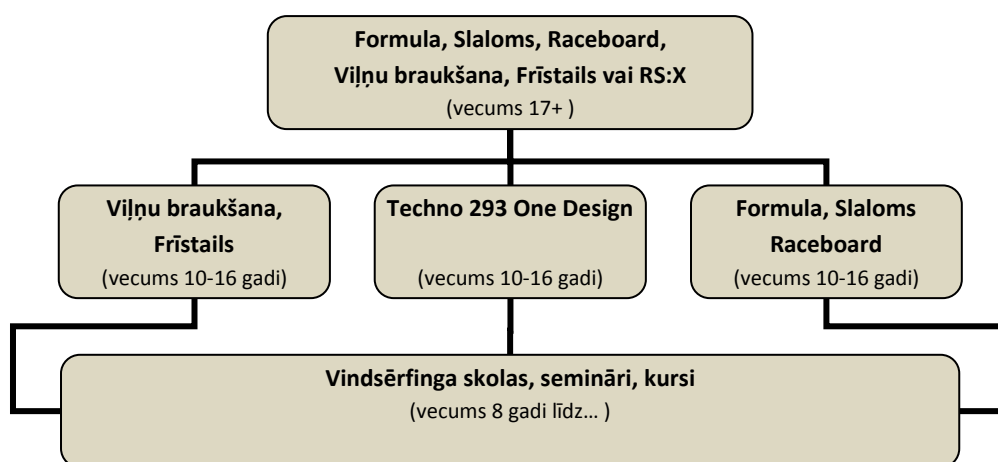 Formula, Slaloms, Raceboard,
Viļņu braukšana, Frīstails vai RS:X
(vecums 17+ )
Viļņu braukšana,
Frīstails
(vecums 10-16 gadi)
Techno 293 One Design
(vecums 10-16 gadi)
Formula, Slaloms
Raceboard
(vecums 10-16 gadi)
Vindsērfinga skolas, semināri, kursi
(vecums 8 gadi līdz... )